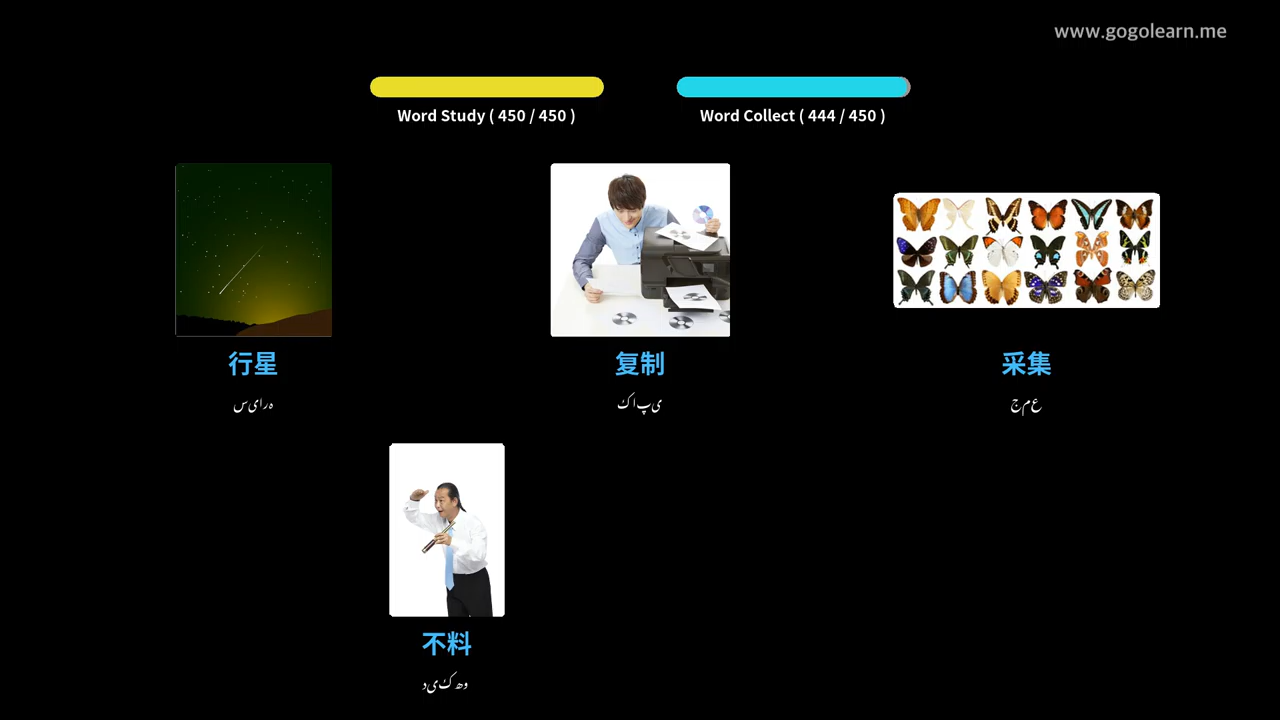 www.gogolearn.me
Word Study ( 450 / 450 )
Word Collect ( 444 / 450 )
行星
سیارہ
复制
کاپی
采集
جمع
不料
دیکھو